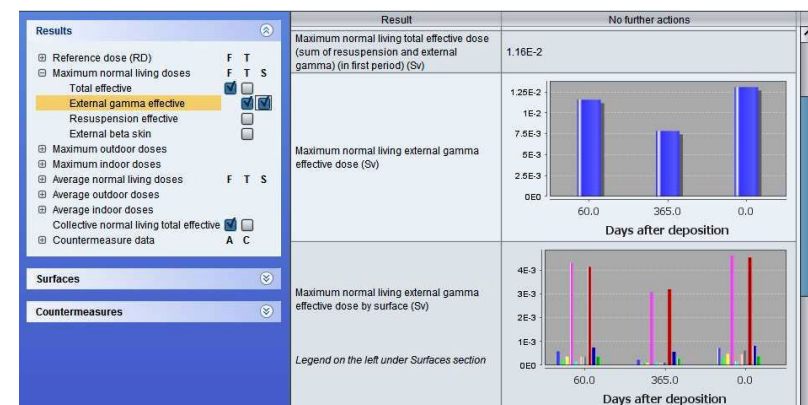 Results
Reference dose (RD) F T
Maximum normal living doses F T S
Total effective
External gamma effective
Resuspension effective
External beta skin
Maximum outdoor doses
Maximum indoor doses
Average normal living doses F T S
Average outdoor doses
Average indoor doses
Collective normal living total effective
Countermeasure data A C
Surfaces
Countermeasures
Result No further actions
Maximum normal living total effective dose
(sum of resuspension and external
gamma) (in first period) (Sv)
1.16E-2
Maximum normal living external gamma
effective dose (Sv)
1.25E-2
1E-2
7.5E-3
5E-3
2.5E-3
0E0
60.0 365.0 0.0
Days after deposition
Maximum normal living external gamma
effective dose by surface (Sv)
Legend on the left under Surfaces section
4E-3
3E-3
2E-3
1E-3
0E0
60.0 365.0 0.0
Days after deposition